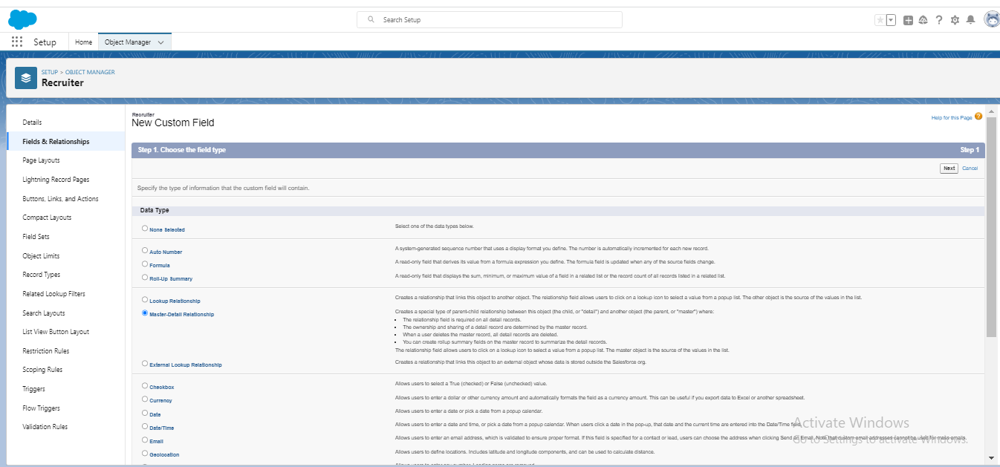 Search Setup
Setup
Home
Object Manager
SETUP > OBJECT MANAGER
Recruiter
Details
Fields & Relationships
Page Layouts
Lightning Record Pages
Buttons, Links, and Actions
Compact Layouts
Field Sets
Object Limits
Record Types
Related Lookup Filters
Search Layouts
List View Button Layout
Restriction Rules
Scoping Rules
Triggers
Flow Triggers
Validation Rules
Recruiter
New Custom Field
Help for this Page
Step 1. Choose the field type
Step 1
Next Cancel
Specify the type of information that the custom field will contain.
Data Type
None Selected
Select one of the data types below.
Auto Number
A system-generated sequence number that uses a display format you define. The number is automatically incremented for each new record.
Formula
A read-only field that derives its value from a formula expression you define. The formula field is updated when any of the source fields change.
Roll-Up Summary
A read-only field that displays the sum, minimum, or maximum value of a field in a related list or the record count of all records listed in a related list.
Lookup Relationship
Creates a relationship that links this object to another object. The relationship field allows users to click on a lookup icon to select a value from a popup list. The other object is the source of the values in the list.
Master-Detail Relationship
Creates a special type of parent-child relationship between this object (the child, or "detail") and another object (the parent, or "master") where:
• The relationship field is required on all detail records.
• The ownership and sharing of a detail record are determined by the master record.
• When a user deletes the master record, all detail records are deleted.
• You can create rollup summary fields on the master record to summarize the detail records.
The relationship field allows users to click on a lookup icon to select a value from a popup list. The master object is the source of the values in the list.
External Lookup Relationship
Creates a relationship that links this object to an external object whose data is stored outside the Salesforce org.
Checkbox
Allows users to select a True (checked) or False (unchecked) value.
Currency
Allows users to enter a dollar or other currency amount and automatically formats the field as a currency amount. This can be useful if you export data to Excel or another spreadsheet.
Date
Allows users to enter a date or pick a date from a popup calendar.
Date/Time
Allows users to enter a date and time, or pick a date from a popup calendar. When users click a date in the pop-up, that date and the current time are entered into the Date/Time field.
Email
Allows users to enter an email address, which is validated to ensure proper format. If this field is specified for a contact or lead, users can choose the address when clicking Send an Email. Note that custom email addresses cannot be used for mass emails.
Geolocation
Allows users to define locations. Includes latitude and longitude components, and can be used to calculate distance.
Activate Windows
Go to Settings to activate Windows.